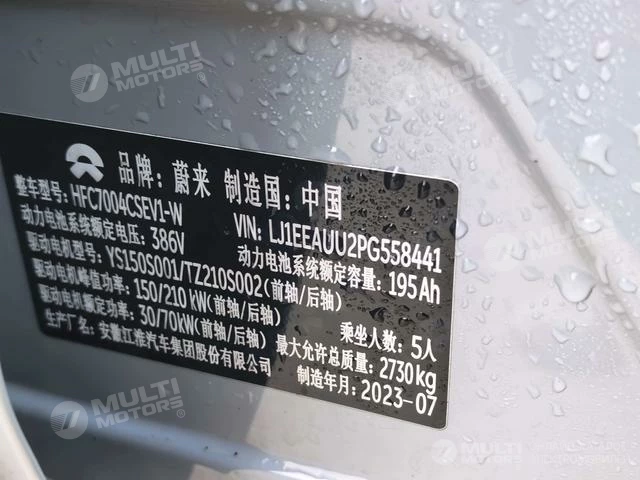 MULTI MOTORS®
MULTI MOTORS®
品牌: 蔚来 制造国: 中国
整车型号: HFC7004CSEV1-W VIN: LJ1EEAUU2PG558441
动力电池系统额定电压: 386V 动力电池系统额定容量: 195Ah
驱动电机型号: YS150S001/TZ210S002(前轴/后轴)
驱动电机峰值功率: 150/210kW(前轴/后轴) 乘坐人数: 5人
驱动电机额定功率: 30/70kW(前轴/后轴) 最大允许总质量: 2730kg
生产厂名: 安徽江淮汽车集团股份有限公司 制造年月: 2023-07
MULTI MOTORS®
MULTI MOTORS®